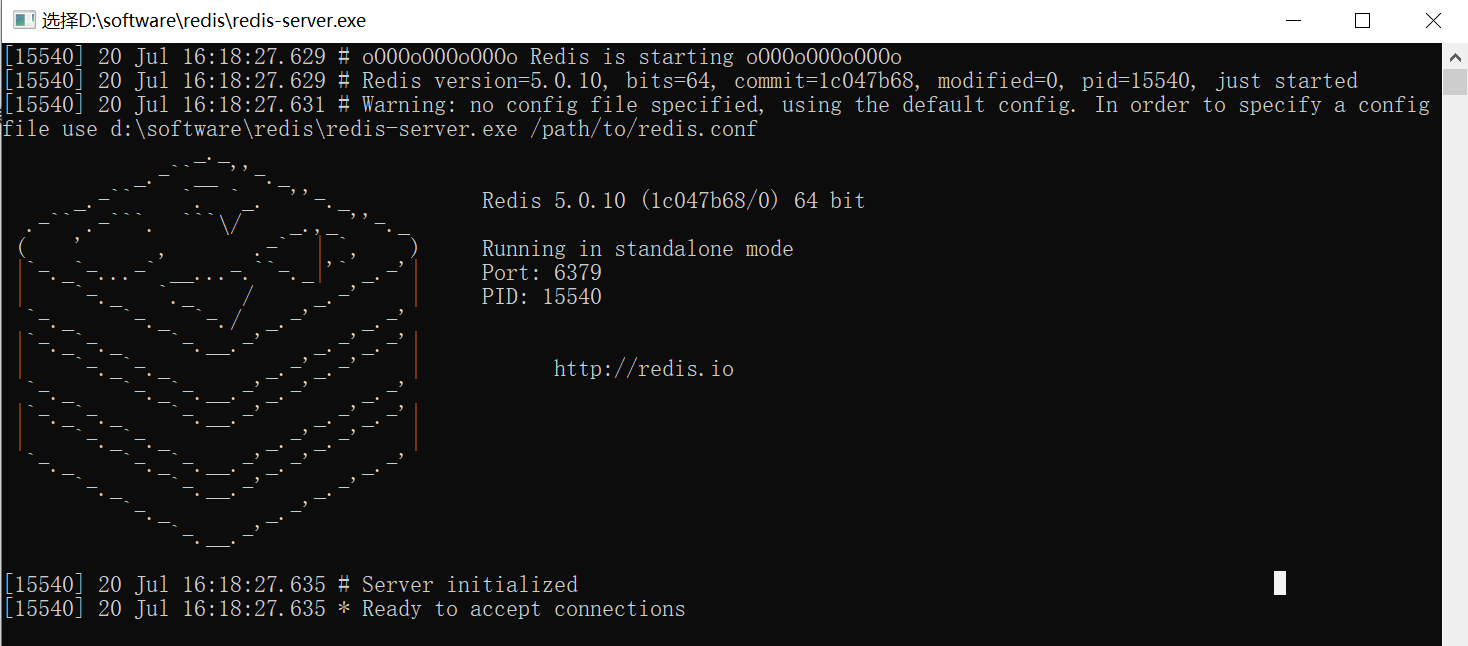 选择D:\software\redis\redis-server.exe
[15540] 20 Jul 16:18:27.629 # oO0OoO0OoO0Oo Redis is starting oO0OoO0OoO0Oo
[15540] 20 Jul 16:18:27.629 # Redis version=5.0.10, bits=64, commit=1c047b68, modified=0, pid=15540, just started
[15540] 20 Jul 16:18:27.631 # Warning: no config file specified, using the default config. In order to specify a config
file use d:\software\redis\redis-server.exe /path/to/redis.conf
Redis 5.0.10 (1c047b68/0) 64 bit
Running in standalone mode
Port: 6379
PID: 15540
http://redis.io
[15540] 20 Jul 16:18:27.635 # Server initialized
[15540] 20 Jul 16:18:27.635 * Ready to accept connections